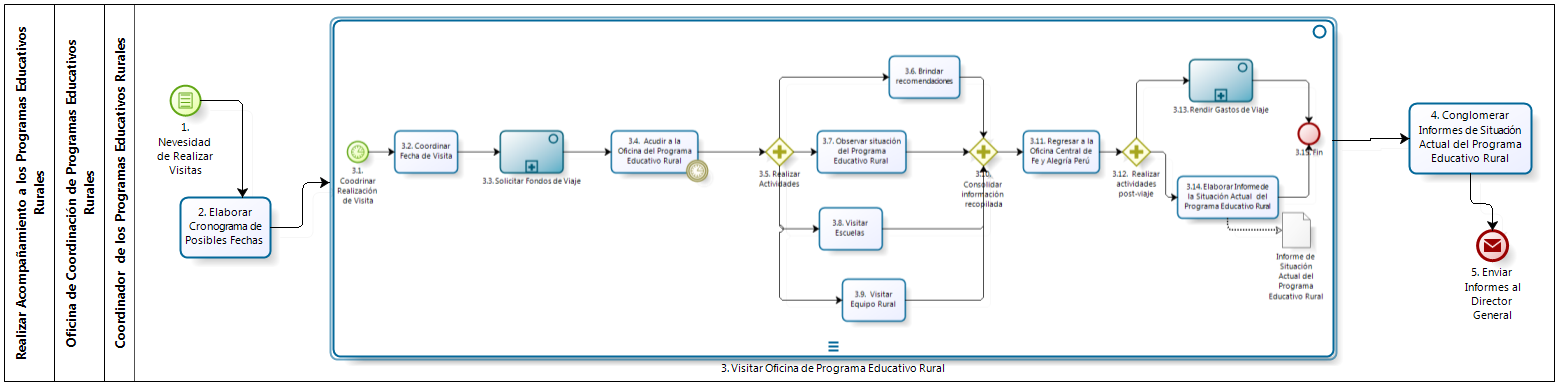 Realizar Acompañamiento a los Programas Educativos
Rurales
Oficina de Coordinación de Programas Educativos
Rurales
Coordinador de los Programas Educativos Rurales
1.
Nevesidad
de Realizar
Visitas
2. Elaborar
Cronograma de
Posibles Fechas
3.1.
Coodrinar
Realización
de Visita
3.2. Coordinar
Fecha de Visita
3.3. Solicitar Fondos de Viaje
3.4. Acudir a la
Oficina del Programa
Educativo Rural
3.5. Realizar
Actividades
3.6. Brindar
recomendaciones
3.7. Observar situación
del Programa
Educativo Rural
3.8. Visitar
Escuelas
3.9. Visitar
Equipo Rural
3.10.
Consolidar
información
recopilada
3.11. Regresar a la
Oficina Central de
Fe y Alegría Perú
3.12. Realizar
actividades
post-viaje
3.13. Rendir Gastos de Viaje
3.14. Elaborar Informe de
la Situación Actual del
Programa Educativo Rural
3.15. Fin
Informe de
Situación
Actual del
Programa
Educativo Rural
3. Visitar Oficina de Programa Educativo Rural
4. Conglomerar
Informes de Situación
Actual del Programa
Educativo Rural
5. Enviar
Informes al
Director
General